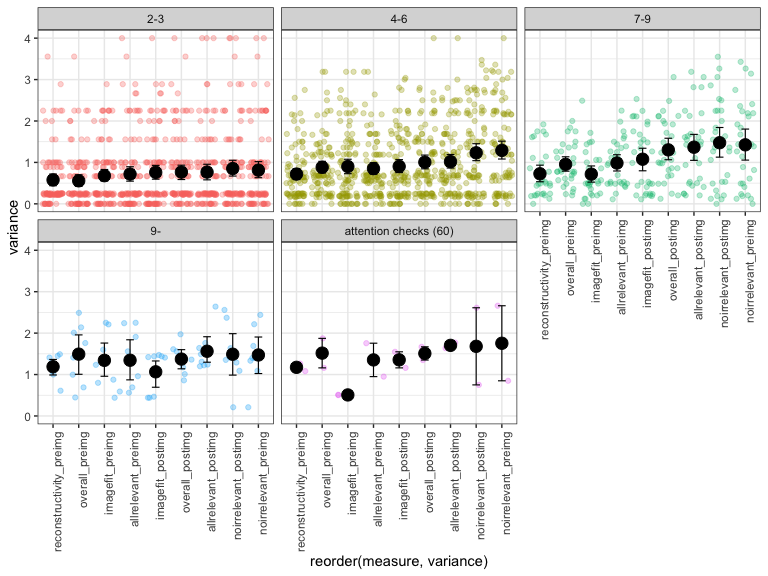 2-3
4-6
7-9
4
3
2
1
0
reconstructivity_preimg
overall_preimg
imagefit_preimg
allrelevant_preimg
imagefit_postimg
overall_postimg
allrelevant_postimg
noirrelevant_postimg
noirrelevant_preimg
variance
9-
attention checks (60)
4
3
2
1
0
reconstructivity_preimg
overall_preimg
imagefit_preimg
allrelevant_preimg
imagefit_postimg
overall_postimg
allrelevant_postimg
noirrelevant_postimg
noirrelevant_preimg
reconstructivity_preimg
overall_preimg
imagefit_preimg
allrelevant_preimg
imagefit_postimg
overall_postimg
allrelevant_postimg
noirrelevant_postimg
noirrelevant_preimg
reorder(measure, variance)